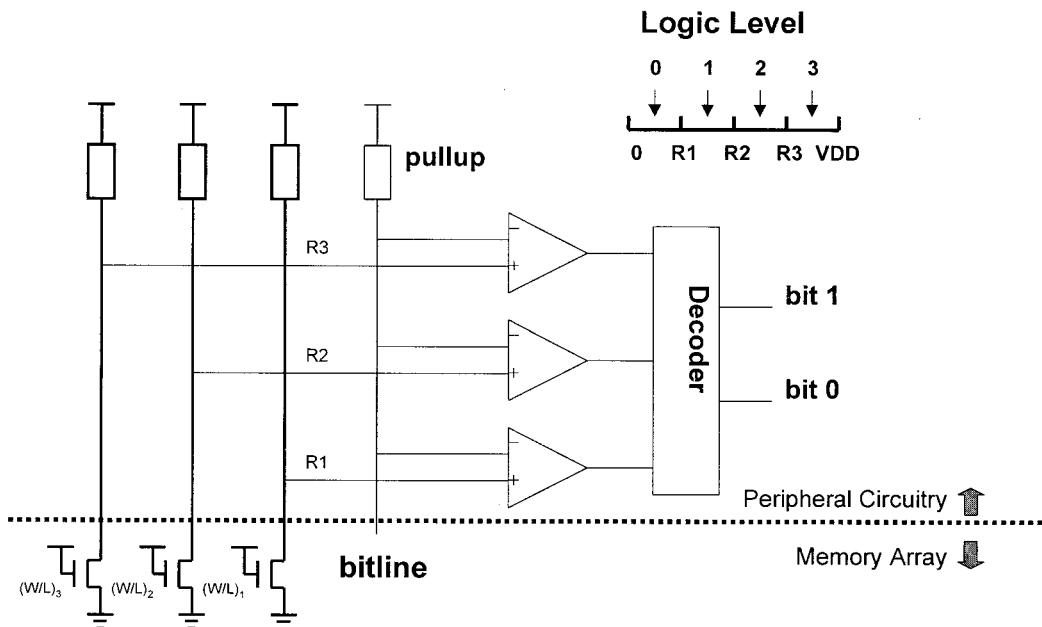 Logic Level
0 1 2 3
0 R1 R2 R3 VDD
pullup
R3
− +
R2
− +
R1
− +
Decoder
bit 1
bit 0
Peripheral Circuitry
Memory Array
bitline
(W/L)3 (W/L)2 (W/L)1